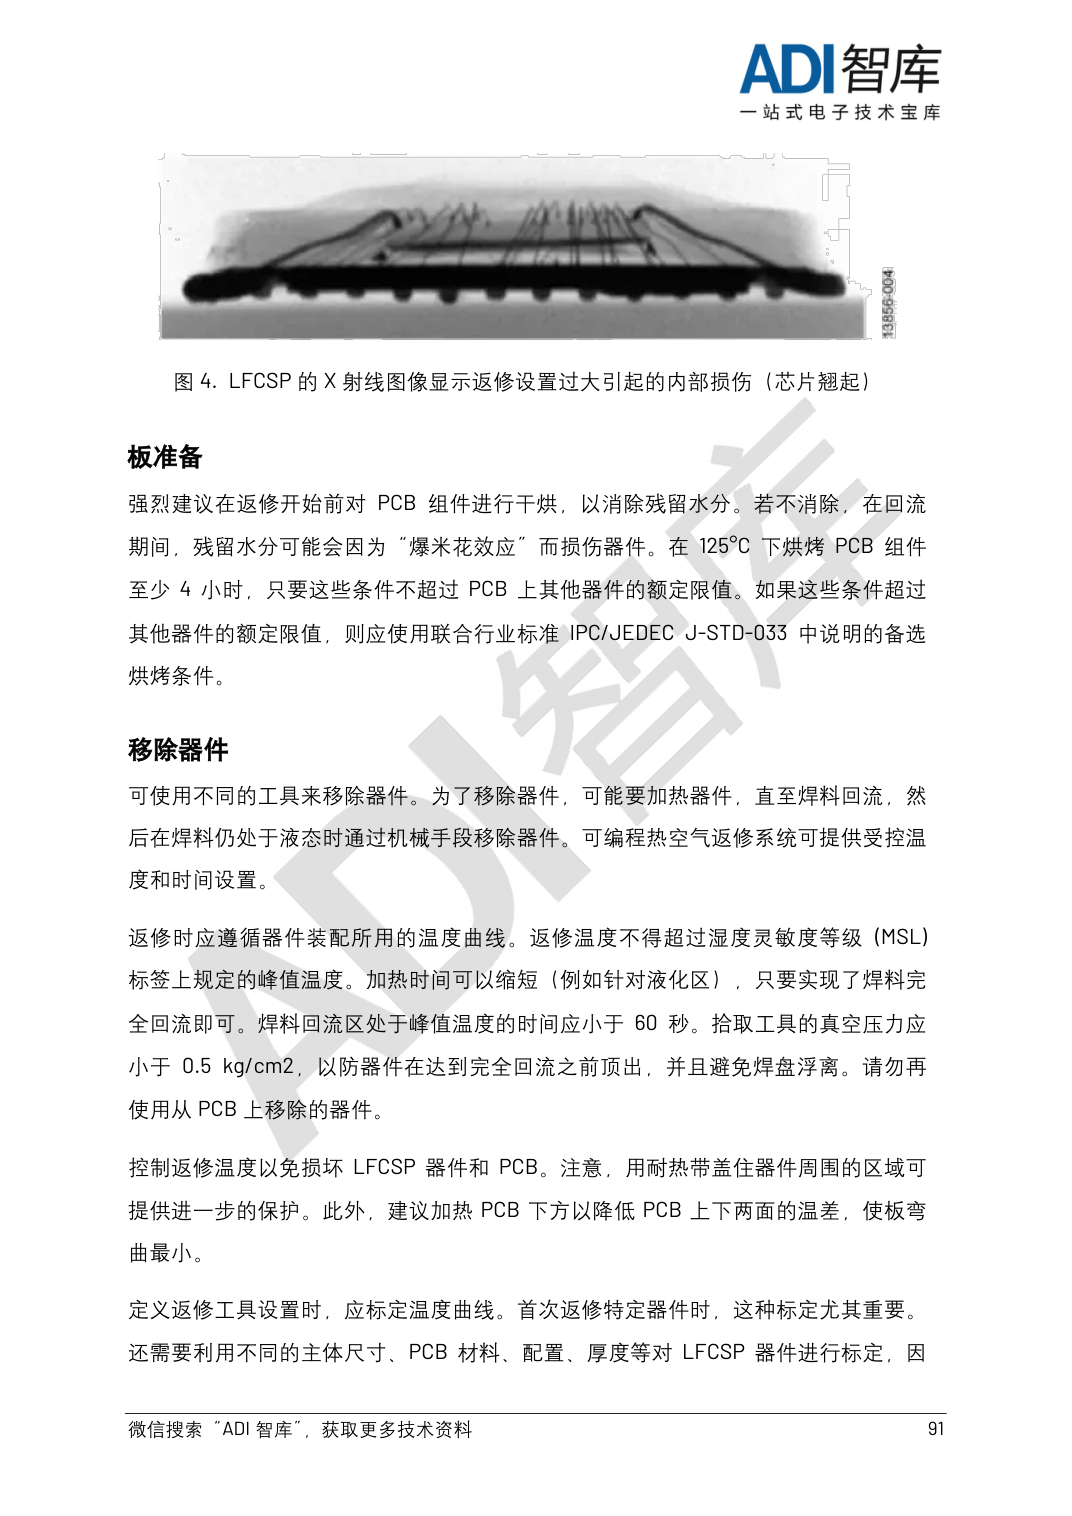 ADI智库
一站式电子技术宝库
13856-004
图 4. LFCSP 的 X 射线图像显示返修设置过大引起的内部损伤（芯片翘起）
板准备
强烈建议在返修开始前对 PCB 组件进行干烘，以消除残留水分。若不消除，在回流
期间，残留水分可能会因为“爆米花效应”而损伤器件。在 125°C 下烘烤 PCB 组件
至少 4 小时，只要这些条件不超过 PCB 上其他器件的额定限值。如果这些条件超过
其他器件的额定限值，则应使用联合行业标准 IPC/JEDEC J-STD-033 中说明的备选
烘烤条件。
移除器件
可使用不同的工具来移除器件。为了移除器件，可能要加热器件，直至焊料回流，然
后在焊料仍处于液态时通过机械手段移除器件。可编程热空气返修系统可提供受控温
度和时间设置。
返修时应遵循器件装配所用的温度曲线。返修温度不得超过湿度灵敏度等级 (MSL)
标签上规定的峰值温度。加热时间可以缩短（例如针对液化区），只要实现了焊料完
全回流即可。焊料回流区处于峰值温度的时间应小于 60 秒。拾取工具的真空压力应
小于 0.5 kg/cm2，以防器件在达到完全回流之前顶出，并且避免焊盘浮离。请勿再
使用从 PCB 上移除的器件。
控制返修温度以免损坏 LFCSP 器件和 PCB。注意，用耐热带盖住器件周围的区域可
提供进一步的保护。此外，建议加热 PCB 下方以降低 PCB 上下两面的温差，使板弯
曲最小。
定义返修工具设置时，应标定温度曲线。首次返修特定器件时，这种标定尤其重要。
还需要利用不同的主体尺寸、PCB 材料、配置、厚度等对 LFCSP 器件进行标定，因
微信搜索“ADI 智库”，获取更多技术资料 91
ADI智库